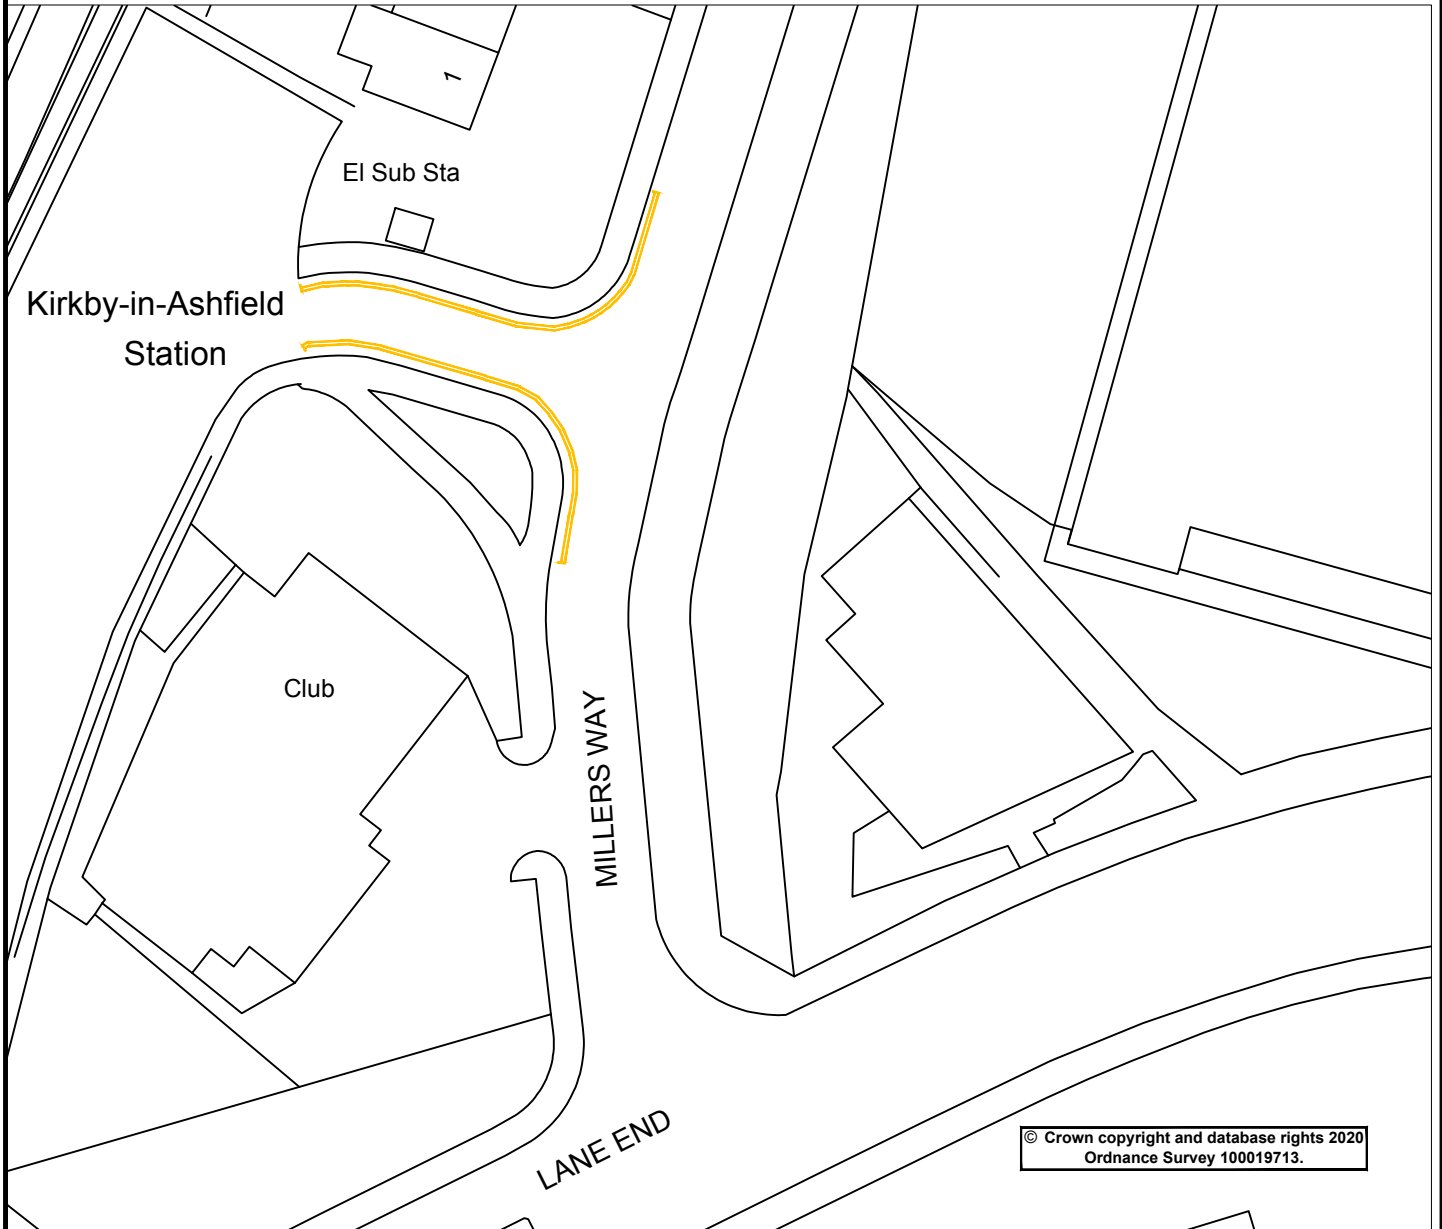 1
El Sub Sta
Kirkby-in-Ashfield
Station
Club
MILLERS WAY
LANE END
© Crown copyright and database rights 2020
Ordnance Survey 100019713.